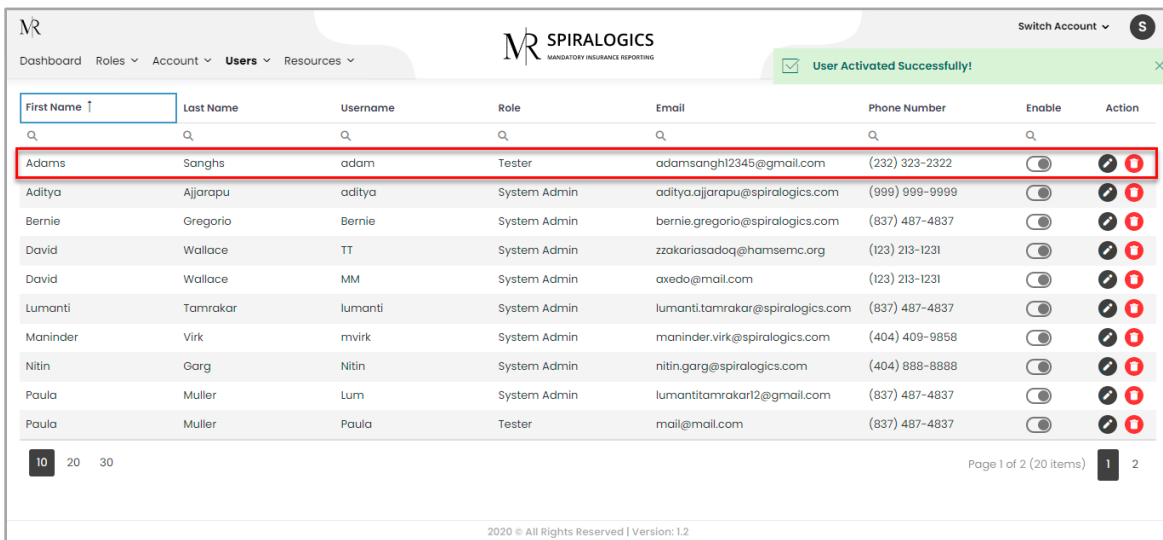 MR
Switch Account
S
MR SPIRALOGICS
MANDATORY INSURANCE REPORTING
Dashboard Roles Account Users Resources
User Activated Successfully!
First Name ↑ Last Name Username Role Email Phone Number Enable Action
Adams Sanghs adam Tester adamsangh12345@gmail.com (232) 323-2322
Aditya Ajjarapu aditya System Admin aditya.ajjarapu@spiralogics.com (999) 999-9999
Bernie Gregorio Bernie System Admin bernie.gregorio@spiralogics.com (837) 487-4837
David Wallace TT System Admin zzakariasadoq@hamsemc.org (123) 213-1231
David Wallace MM System Admin axedo@mail.com (123) 213-1231
Lumanti Tamrakar lumanti System Admin lumanti.tamrakar@spiralogics.com (837) 487-4837
Maninder Virk mvirk System Admin maninder.virk@spiralogics.com (404) 409-9858
Nitin Garg Nitin System Admin nitin.garg@spiralogics.com (404) 888-8888
Paula Muller Lum System Admin lumantitamrakar12@gmail.com (837) 487-4837
Paula Muller Paula Tester mail@mail.com (837) 487-4837
10 20 30 Page 1 of 2 (20 items) 1 2
2020 © All Rights Reserved | Version: 1.2